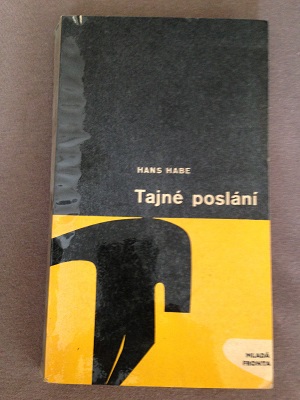 HANS HABE
Tajné poslání
MLADÁ
FRONTA